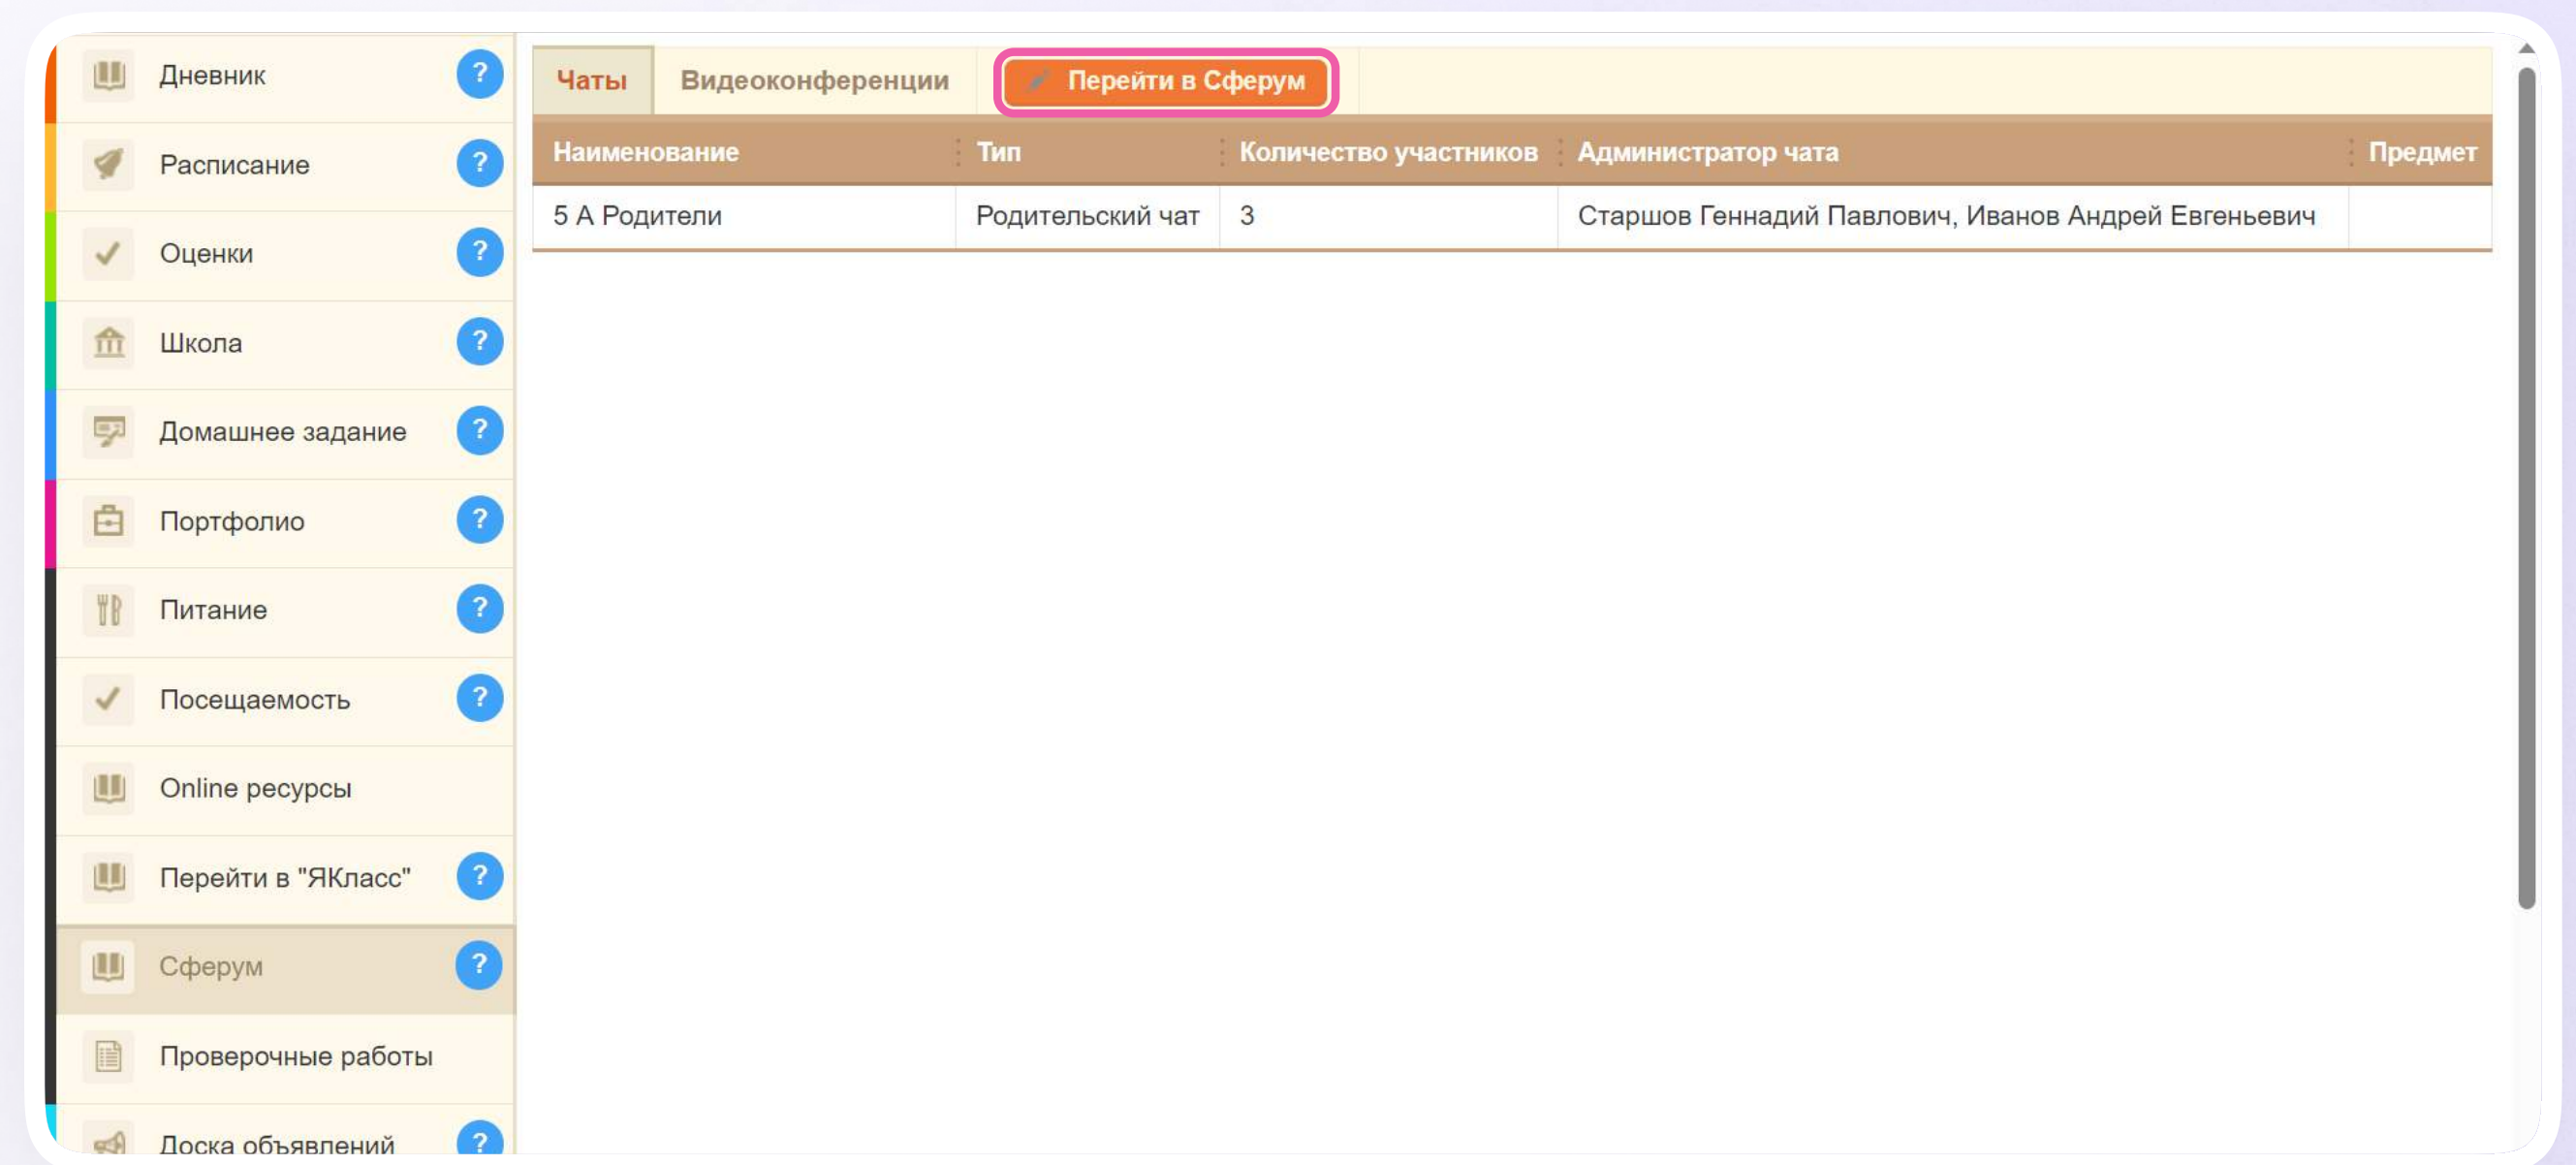 Дневник ?
Расписание ?
Оценки ?
Школа ?
Домашнее задание ?
Портфолио ?
Питание ?
Посещаемость ?
Online ресурсы
Перейти в "ЯКласс" ?
Сферум ?
Проверочные работы
Доска объявлений ?
Чаты Видеоконференции Перейти в Сферум
Наименование Тип Количество участников Администратор чата Предмет
5 А Родители Родительский чат 3 Старшов Геннадий Павлович, Иванов Андрей Евгеньевич